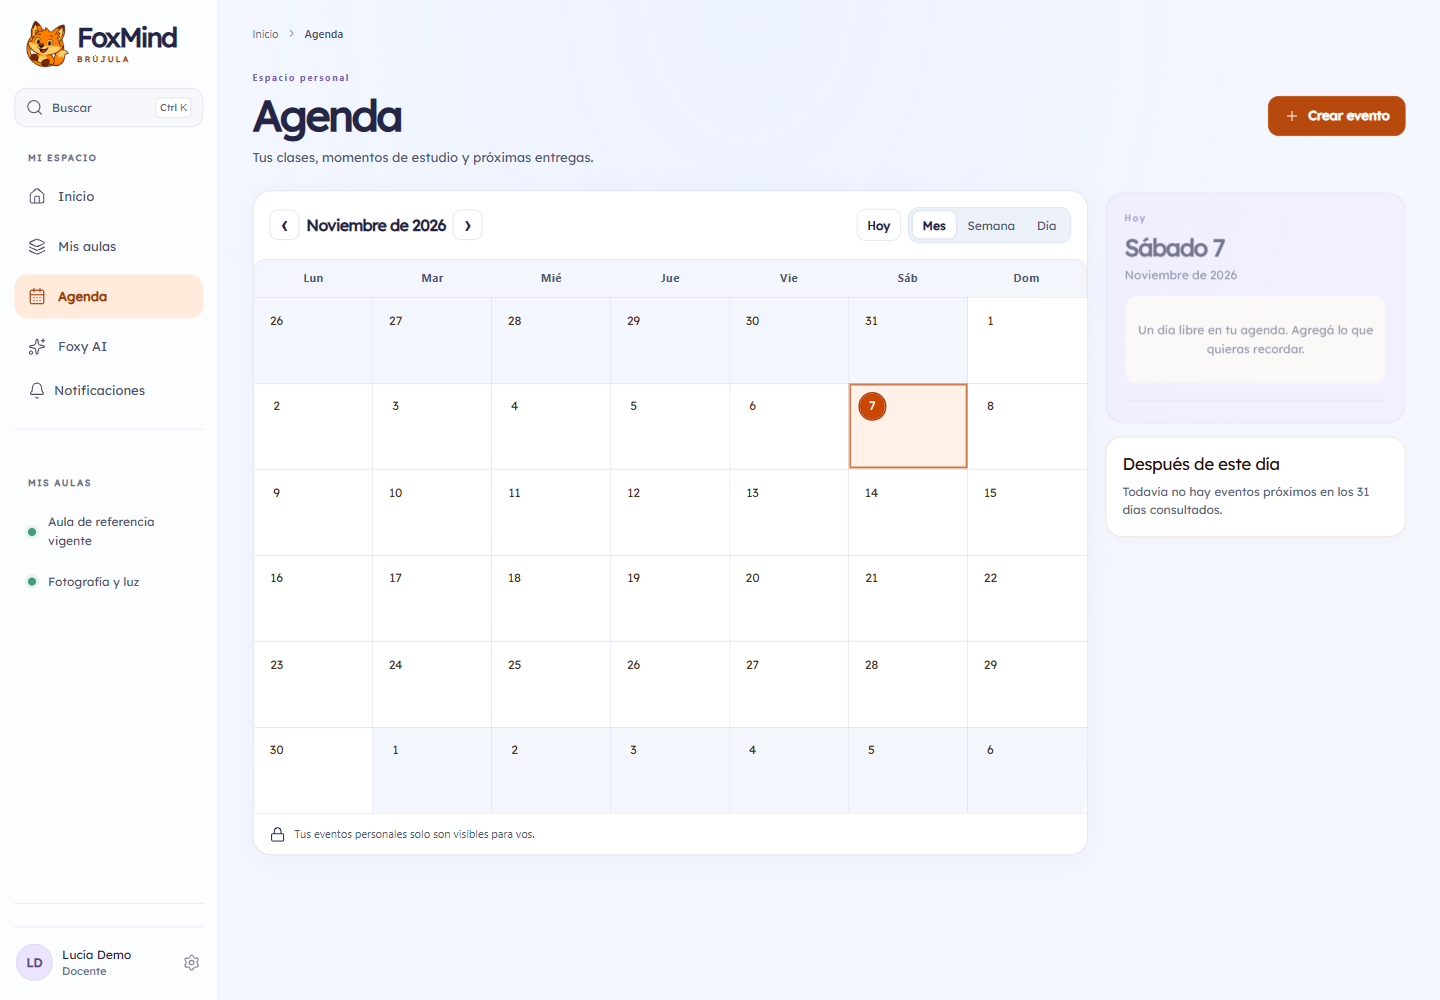 FoxMind
BRÚJULA
Buscar
Ctrl K
MI ESPACIO
Inicio
Mis aulas
Agenda
Foxy AI
Notificaciones
MIS AULAS
Aula de referencia
vigente
Fotografía y luz
LD
Lucía Demo
Docente
Inicio > Agenda
Espacio personal
Agenda
Tus clases, momentos de estudio y próximas entregas.
+ Crear evento
‹ Noviembre de 2026 ›
Hoy Mes Semana Día
Lun Mar Mié Jue Vie Sáb Dom
26 27 28 29 30 31 1
2 3 4 5 6 7 8
9 10 11 12 13 14 15
16 17 18 19 20 21 22
23 24 25 26 27 28 29
30 1 2 3 4 5 6
Tus eventos personales solo son visibles para vos.
Hoy
Sábado 7
Noviembre de 2026
Un día libre en tu agenda. Agregá lo que
quieras recordar.
Después de este día
Todavía no hay eventos próximos en los 31
días consultados.